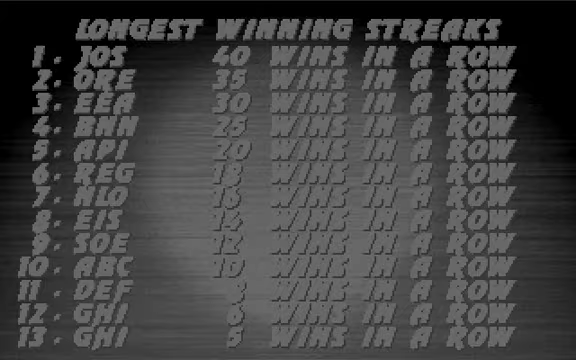 LONGEST WINNING STREAKS
1. JOS 40 WINS IN A ROW
2. ORE 35 WINS IN A ROW
3. EEA 30 WINS IN A ROW
4. BNN 25 WINS IN A ROW
5. API 20 WINS IN A ROW
6. REG 18 WINS IN A ROW
7. NLO 16 WINS IN A ROW
8. EIS 14 WINS IN A ROW
9. SOE 12 WINS IN A ROW
10. ABC 10 WINS IN A ROW
11. DEF 8 WINS IN A ROW
12. GHI 6 WINS IN A ROW
13. GHI 5 WINS IN A ROW